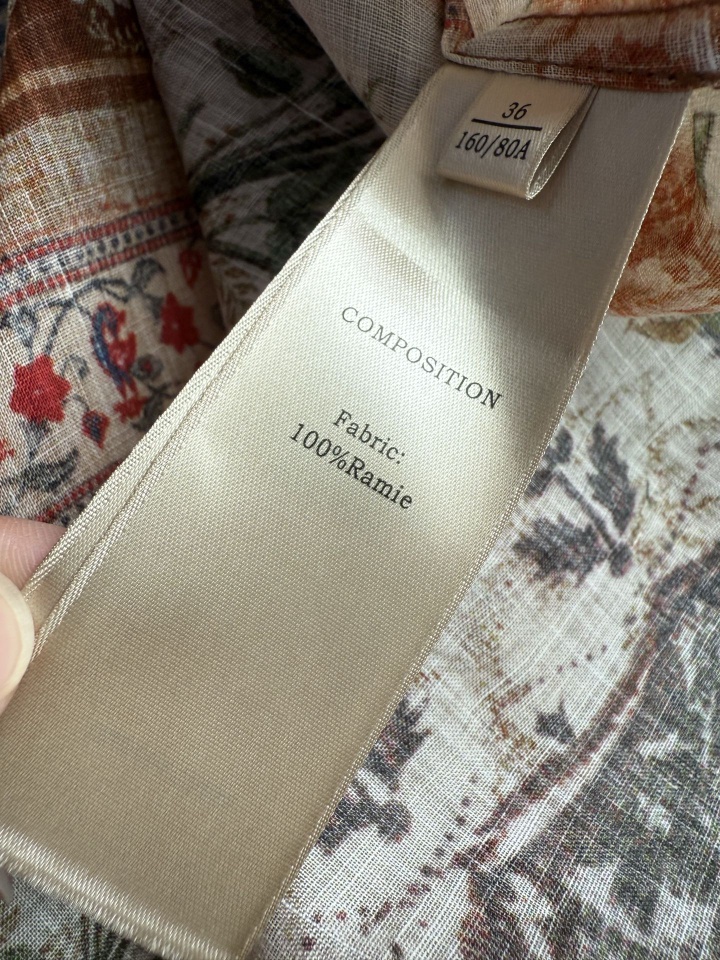 36
160/80A
COMPOSITION
Fabric:
100%Ramie